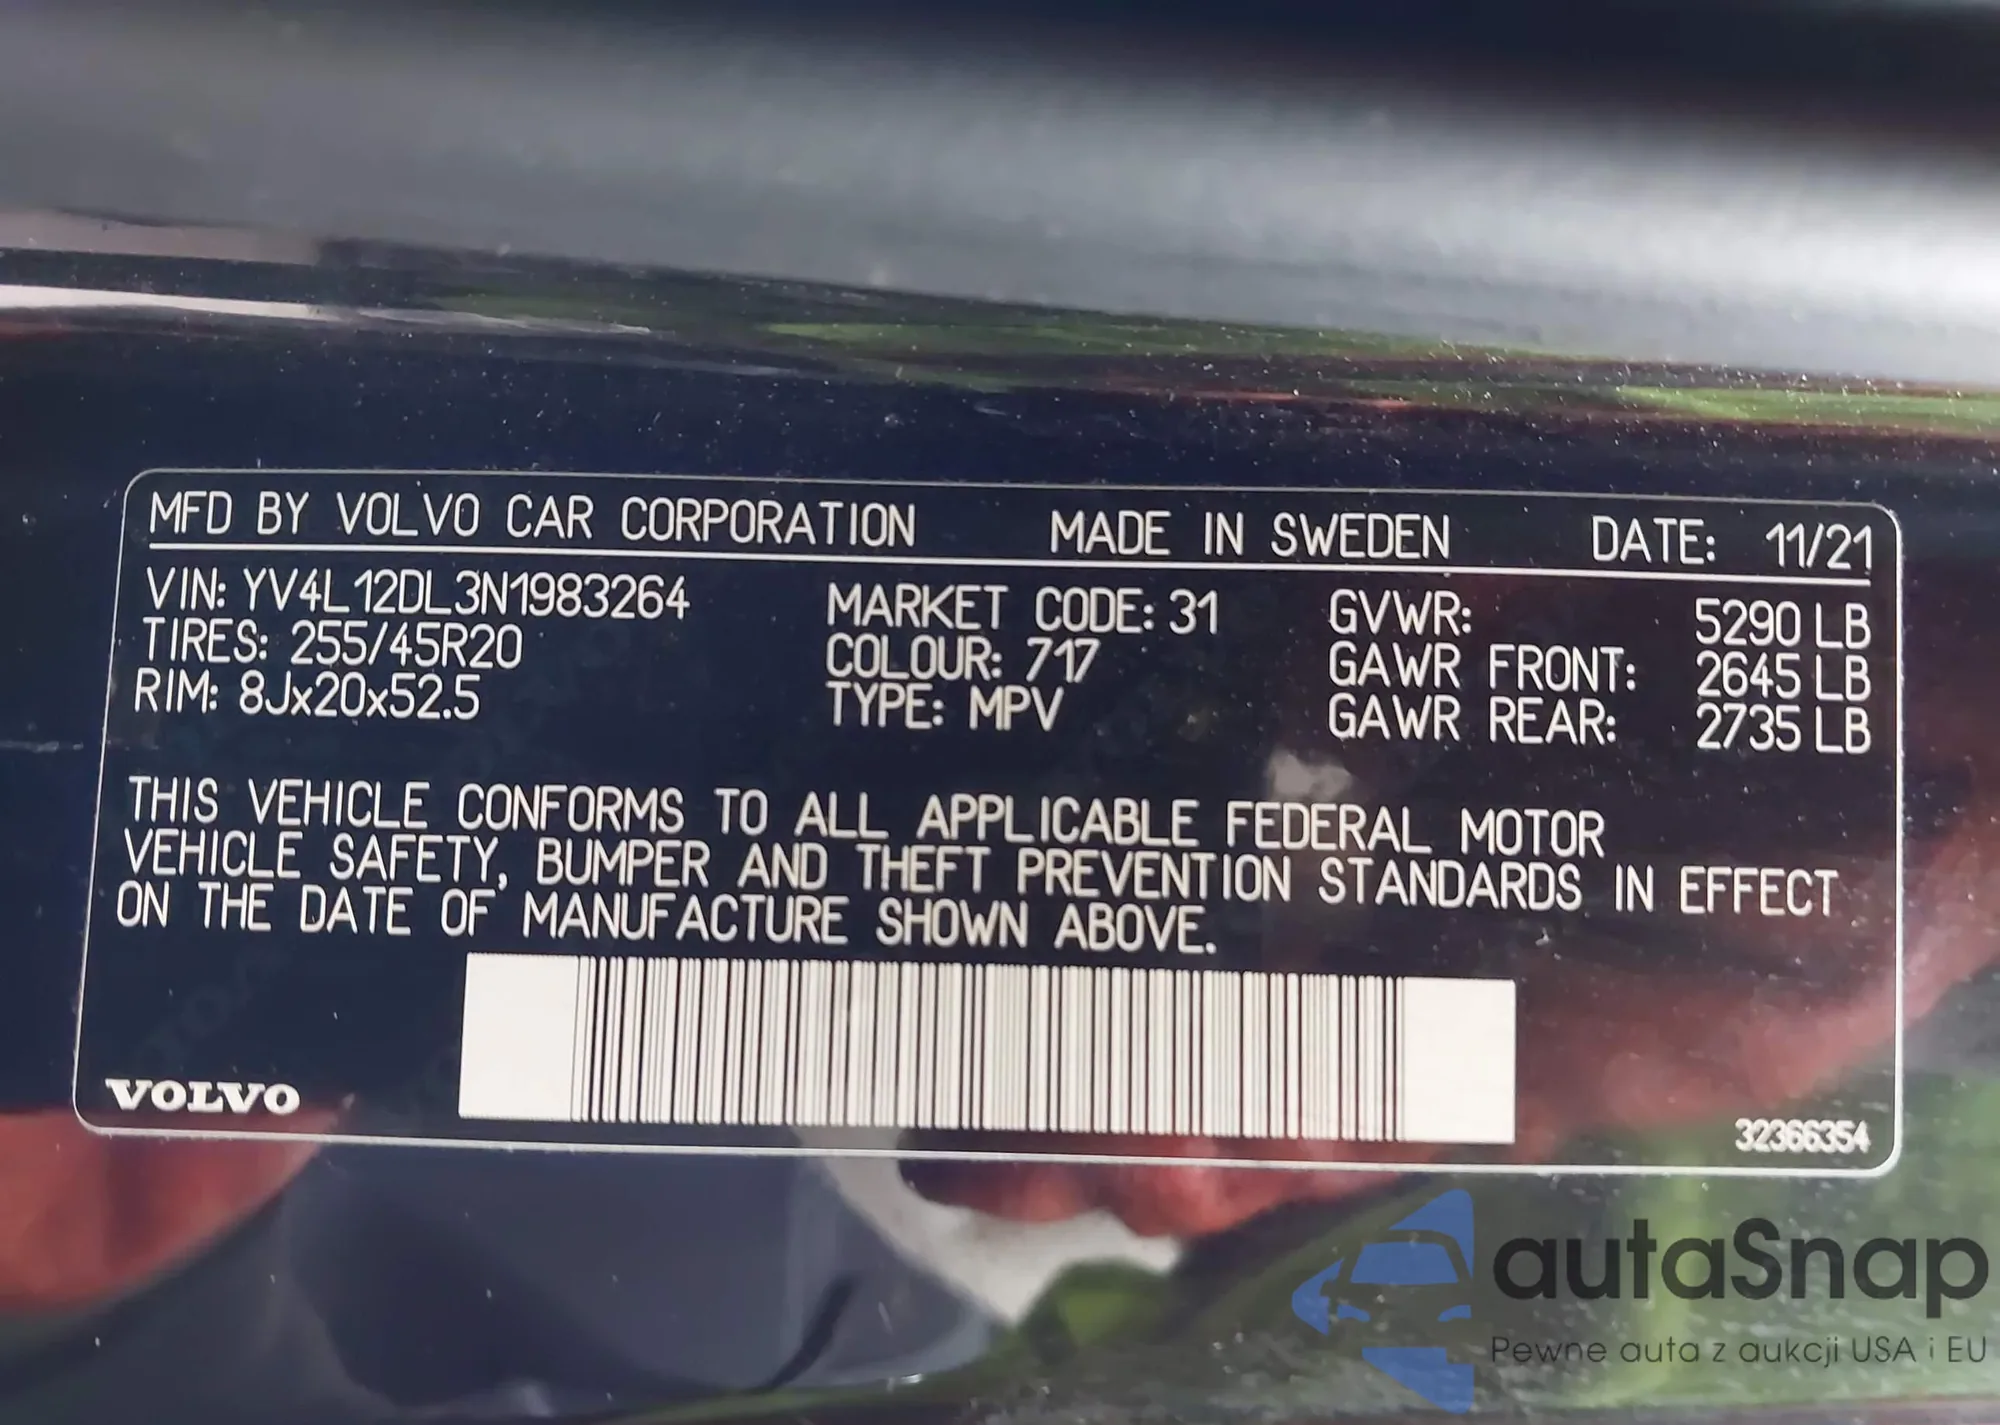 MFD BY VOLVO CAR CORPORATION MADE IN SWEDEN DATE: 11/21
VIN: YV4L12DL3N1983264 MARKET CODE: 31 GVWR: 5290 LB
TIRES: 255/45R20 COLOUR: 717 GAWR FRONT: 2645 LB
RIM: 8Jx20x52.5 TYPE: MPV GAWR REAR: 2735 LB
THIS VEHICLE CONFORMS TO ALL APPLICABLE FEDERAL MOTOR
VEHICLE SAFETY, BUMPER AND THEFT PREVENTION STANDARDS IN EFFECT
ON THE DATE OF MANUFACTURE SHOWN ABOVE.
VOLVO
32366354
autaSnap
Pewne auta z aukcji USA i EU